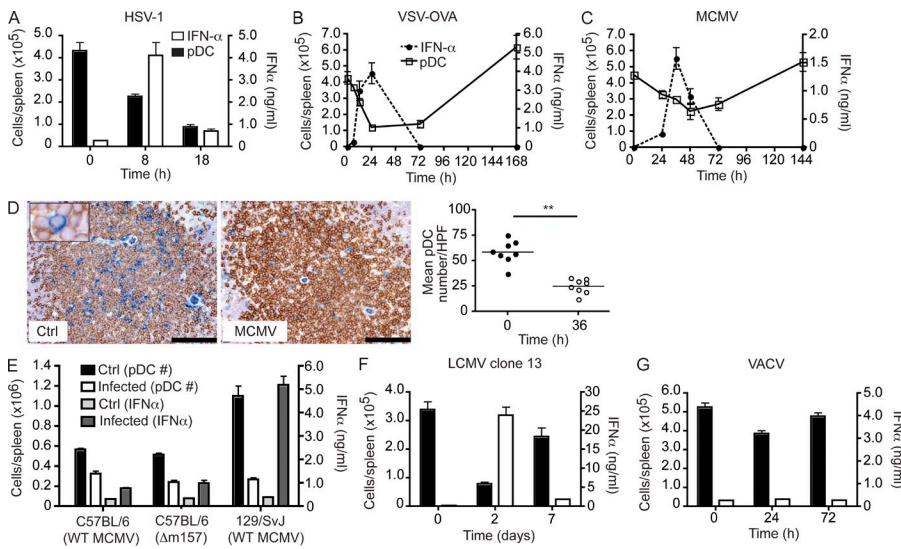 A
HSV-1
Cells/spleen (x10⁵)
5.0
4.0
3.0
2.0
1.0
0
IFN-α
pDC
5.0
4.0
3.0
2.0
1.0
0
IFNα (ng/ml)
0 8 18
Time (h)
B
VSV-OVA
Cells/spleen (x10⁵)
7.0
6.0
5.0
4.0
3.0
2.0
1.0
0
IFN-α
pDC
6.0
5.0
4.0
3.0
2.0
1.0
0
IFNα (ng/ml)
0 24 48 72 96 120 144 168
Time (h)
C
MCMV
Cells/spleen (x10⁵)
7.0
6.0
5.0
4.0
3.0
2.0
1.0
0
2.0
1.5
1.0
0.5
0
IFNα (ng/ml)
0 24 48 72 96 120 144
Time (h)
D
Ctrl
MCMV
Mean pDC
number/HPF
100
75
50
25
0
**
0 36
Time (h)
E
Cells/spleen (x10⁶)
1.4
1.2
1.0
0.8
0.6
0.4
0.2
0
Ctrl (pDC #)
Infected (pDC #)
Ctrl (IFNα)
Infected (IFNα)
6.0
5.0
4.0
3.0
2.0
1.0
0
IFNα (ng/ml)
C57BL/6
(WT MCMV)
C57BL/6
(Δm157)
129/SvJ
(WT MCMV)
F
LCMV clone 13
Cells/spleen (x10⁵)
4.0
3.0
2.0
1.0
0
30
25
20
15
10
5
0
IFNα (ng/ml)
0 2 7
Time (days)
G
VACV
Cells/spleen (x10⁵)
6.0
5.0
4.0
3.0
2.0
1.0
0
5.0
4.0
3.0
2.0
1.0
0
IFNα (ng/ml)
0 24 72
Time (h)